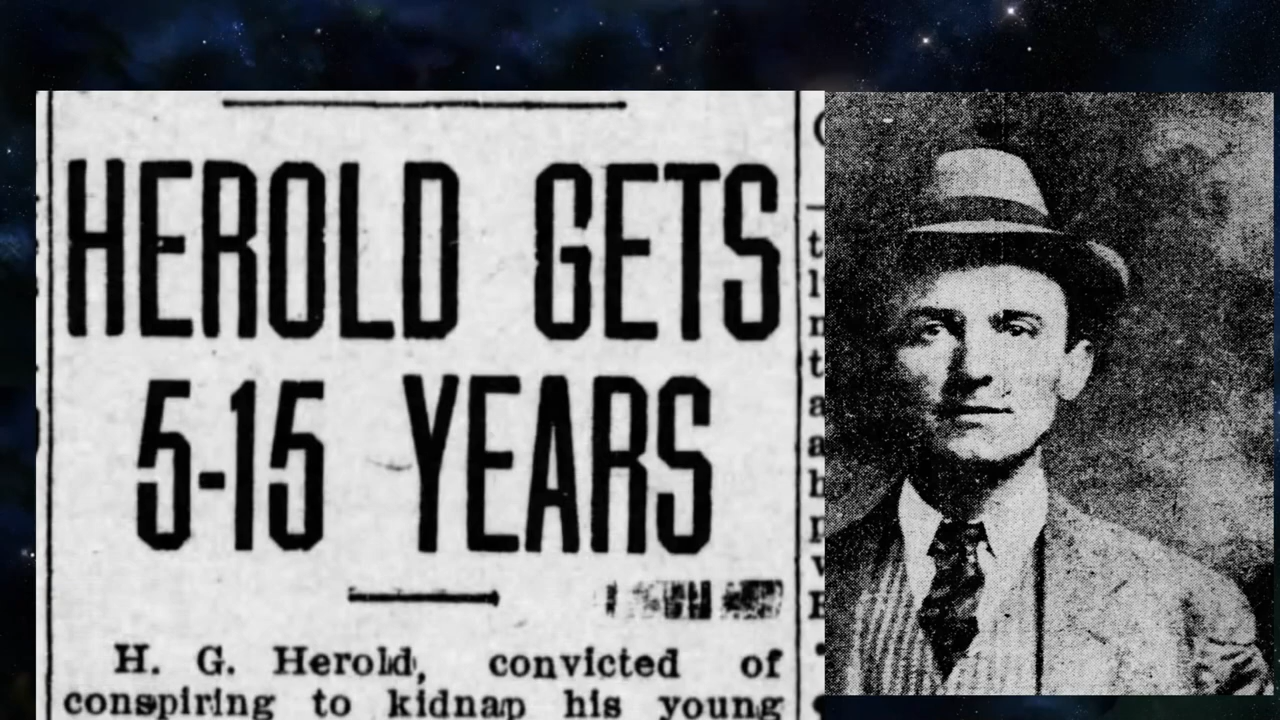 HEROLD GETS
5-15 YEARS
H. G. Herold, convicted of
conspiring to kidnap his young